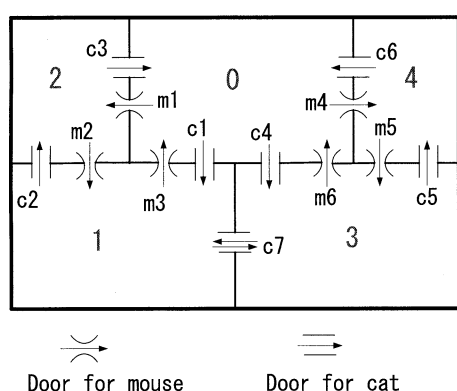 c3 c6
2 0 4
m1 m4
m2 c1 c4 m5
c2 m3 m6 c5
1 c7 3
Door for mouse Door for cat